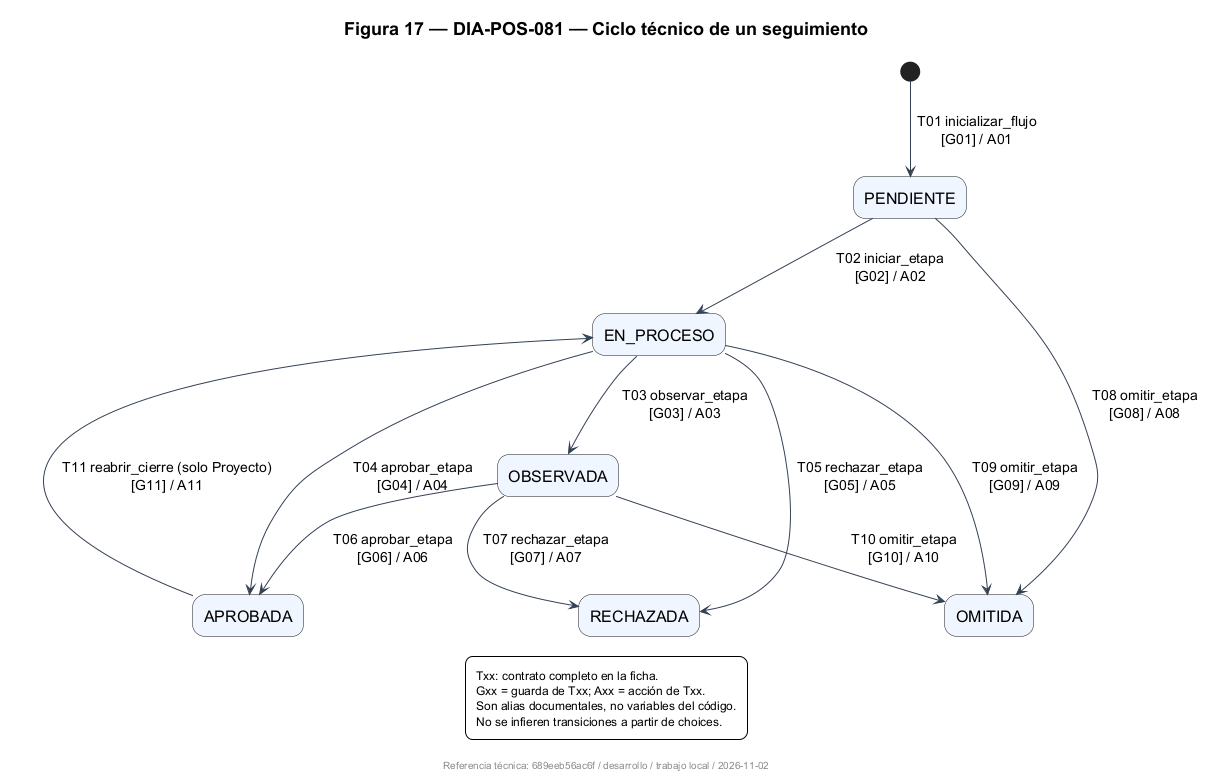 Figura 17 — DIA-POS-081 — Ciclo técnico de un seguimiento
T01 inicializar_flujo
[G01] / A01
PENDIENTE
T02 iniciar_etapa
[G02] / A02
EN_PROCESO
T03 observar_etapa
[G03] / A03
T08 omitir_etapa
[G08] / A08
T11 reabrir_cierre (solo Proyecto)
[G11] / A11
T04 aprobar_etapa
[G04] / A04
OBSERVADA
T05 rechazar_etapa
[G05] / A05
T09 omitir_etapa
[G09] / A09
T06 aprobar_etapa
[G06] / A06
T07 rechazar_etapa
[G07] / A07
T10 omitir_etapa
[G10] / A10
APROBADA
RECHAZADA
OMITIDA
Txx: contrato completo en la ficha.
Gxx = guarda de Txx; Axx = acción de Txx.
Son alias documentales, no variables del código.
No se infieren transiciones a partir de choices.
Referencia técnica: 689eeb56ac6f / desarrollo / trabajo local / 2026-11-02